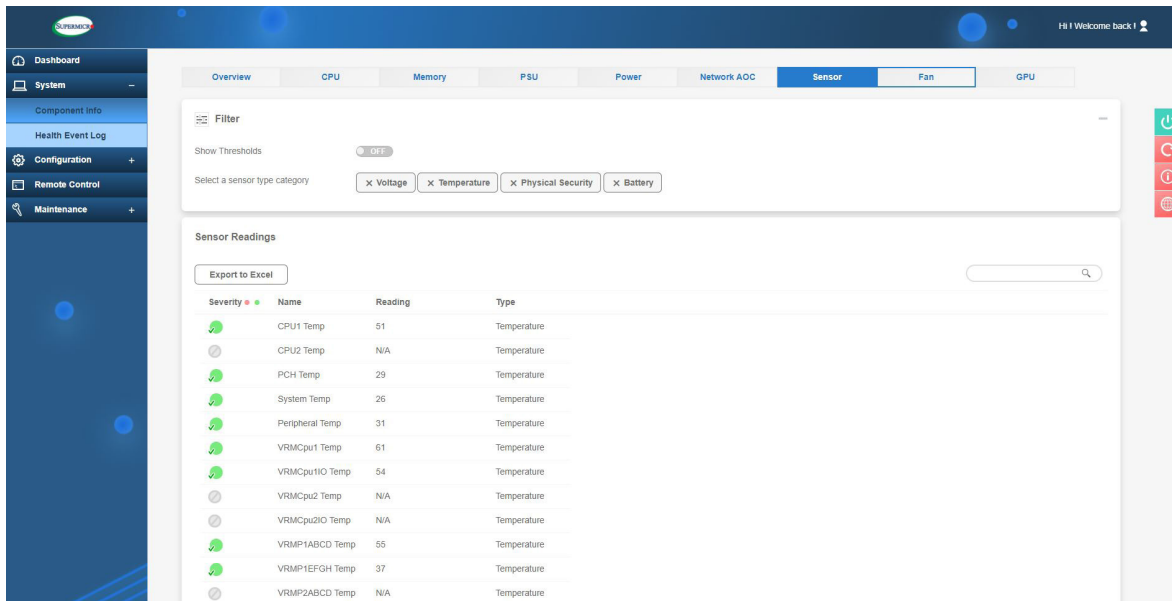 SUPERMICR
Hi ! Welcome back !
Dashboard
System −
Component Info
Health Event Log
Configuration +
Remote Control
Maintenance +
Overview CPU Memory PSU Power Network AOC Sensor Fan GPU
Filter
Show Thresholds OFF
Select a sensor type category × Voltage × Temperature × Physical Security × Battery
Sensor Readings
Export to Excel
Severity Name Reading Type
CPU1 Temp 51 Temperature
CPU2 Temp N/A Temperature
PCH Temp 29 Temperature
System Temp 26 Temperature
Peripheral Temp 31 Temperature
VRMCpu1 Temp 61 Temperature
VRMCpu1IO Temp 54 Temperature
VRMCpu2 Temp N/A Temperature
VRMCpu2IO Temp N/A Temperature
VRMP1ABCD Temp 55 Temperature
VRMP1EFGH Temp 37 Temperature
VRMP2ABCD Temp N/A Temperature